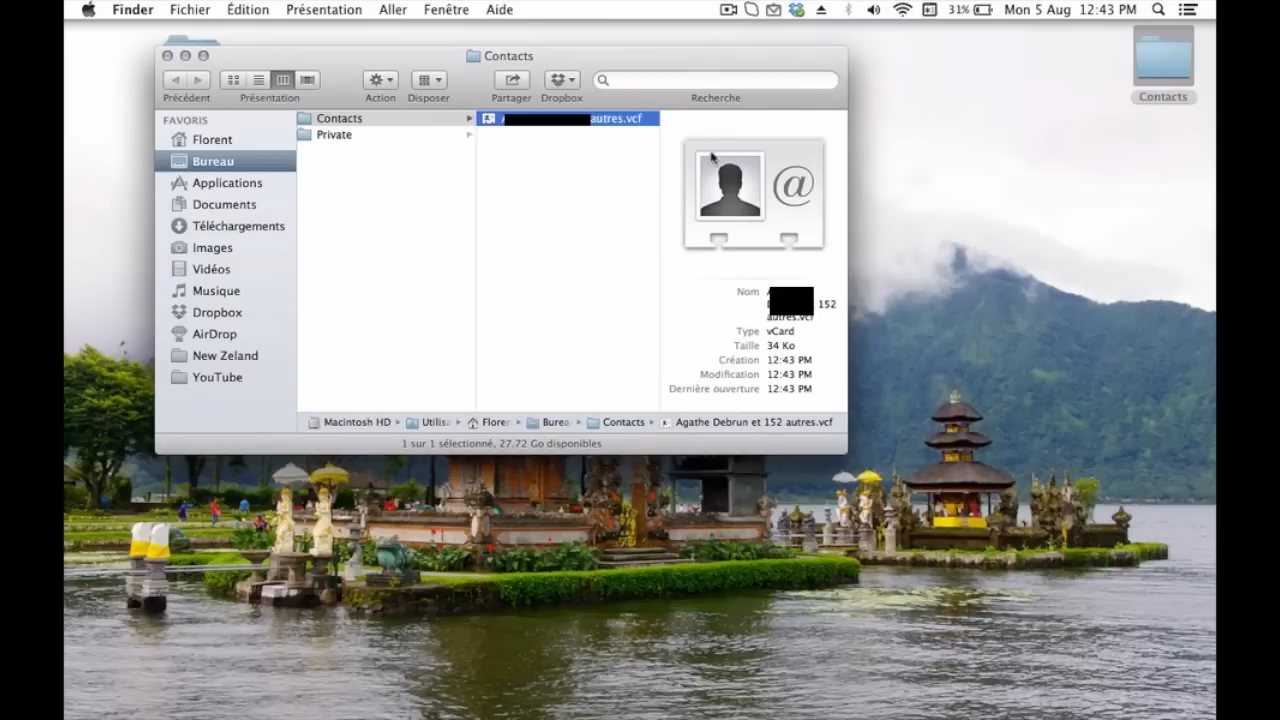 Finder Fichier Édition Présentation Aller Fenêtre Aide 31% Mon 5 Aug 12:43 PM
Contacts
Précédent Présentation Action Disposer Partager Dropbox Recherche
Contacts
FAVORIS
Florent
Bureau
Applications
Documents
Téléchargements
Images
Vidéos
Musique
Dropbox
AirDrop
New Zeland
YouTube
Contacts
Private
autres.vcf
@
Nom
152
autres.vcf
Type vCard
Taille 34 Ko
Création 12:43 PM
Modification 12:43 PM
Dernière ouverture 12:43 PM
Macintosh HD Utilis Floren Burea Contacts Agathe Debrun et 152 autres.vcf
1 sur 1 sélectionné, 27.72 Go disponibles